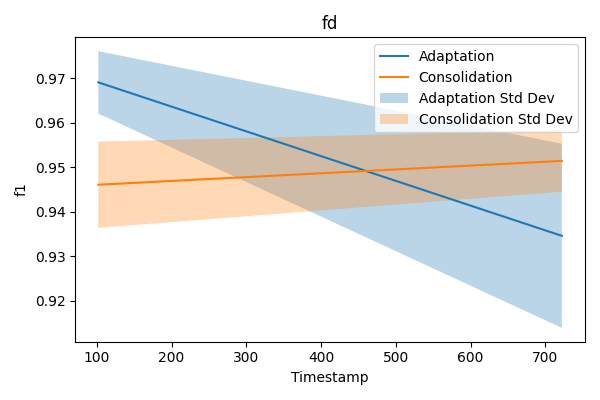 fd
Adaptation
Consolidation
Adaptation Std Dev
Consolidation Std Dev
0.97
0.96
0.95
0.94
0.93
0.92
f1
100 200 300 400 500 600 700
Timestamp